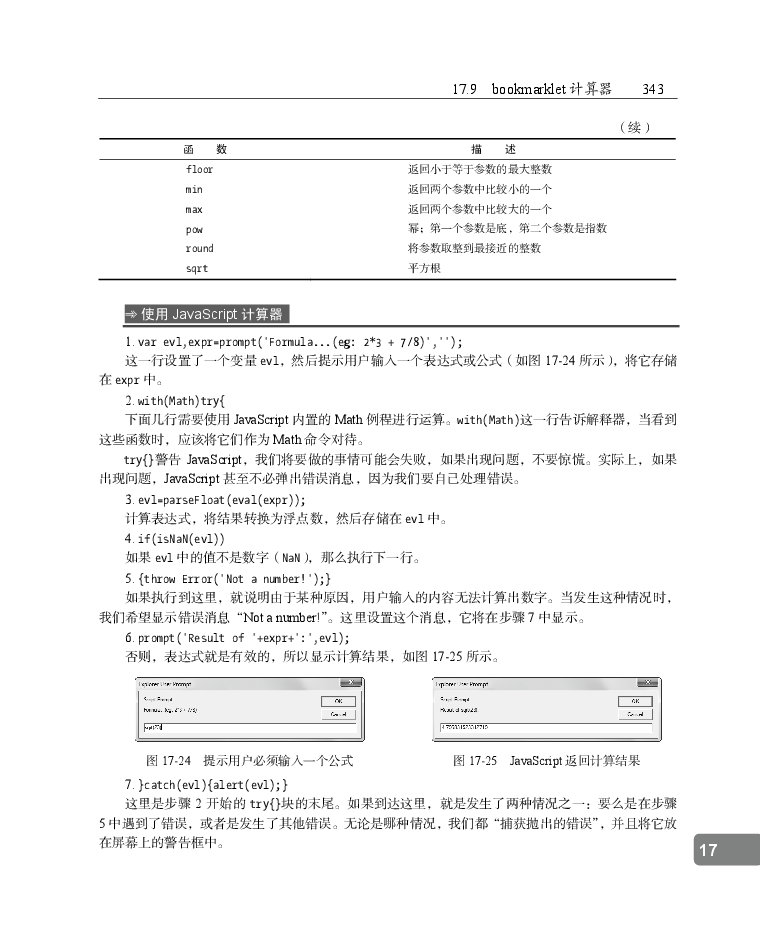 17.9 bookmarklet 计算器 343
（续）
函 数 描 述
floor 返回小于等于参数的最大整数
min 返回两个参数中比较小的一个
max 返回两个参数中比较大的一个
pow 幂；第一个参数是底，第二个参数是指数
round 将参数取整到最接近的整数
sqrt 平方根
➾ 使用 JavaScript 计算器
1. var evl,expr=prompt('Formula...(eg: 2*3 + 7/8)','');
这一行设置了一个变量 evl，然后提示用户输入一个表达式或公式（如图 17-24 所示），将它存储
在 expr 中。
2. with(Math)try{
下面几行需要使用 JavaScript 内置的 Math 例程进行运算。with(Math)这一行告诉解释器，当看到
这些函数时，应该将它们作为 Math 命令对待。
try{}警告 JavaScript，我们将要做的事情可能会失败，如果出现问题，不要惊慌。实际上，如果
出现问题，JavaScript 甚至不必弹出错误消息，因为我们要自己处理错误。
3. evl=parseFloat(eval(expr));
计算表达式，将结果转换为浮点数，然后存储在 evl 中。
4. if(isNaN(evl))
如果 evl 中的值不是数字（NaN），那么执行下一行。
5. {throw Error('Not a number!');}
如果执行到这里，就说明由于某种原因，用户输入的内容无法计算出数字。当发生这种情况时，
我们希望显示错误消息“Not a number!”。这里设置这个消息，它将在步骤 7 中显示。
6. prompt('Result of '+expr+':',evl);
否则，表达式就是有效的，所以显示计算结果，如图 17-25 所示。
Explorer User Prompt
Script Prompt:
OK
Formula...(eg: 2*3 + 7/8)
Cancel
Explorer User Prompt
Script Prompt:
OK
Cancel
图 17-24 提示用户必须输入一个公式
图 17-25 JavaScript 返回计算结果
7. }catch(evl){alert(evl);}
这里是步骤 2 开始的 try{}块的末尾。如果到达这里，就是发生了两种情况之一：要么是在步骤
5 中遇到了错误，或者是发生了其他错误。无论是哪种情况，我们都“捕获抛出的错误”，并且将它放
在屏幕上的警告框中。
17